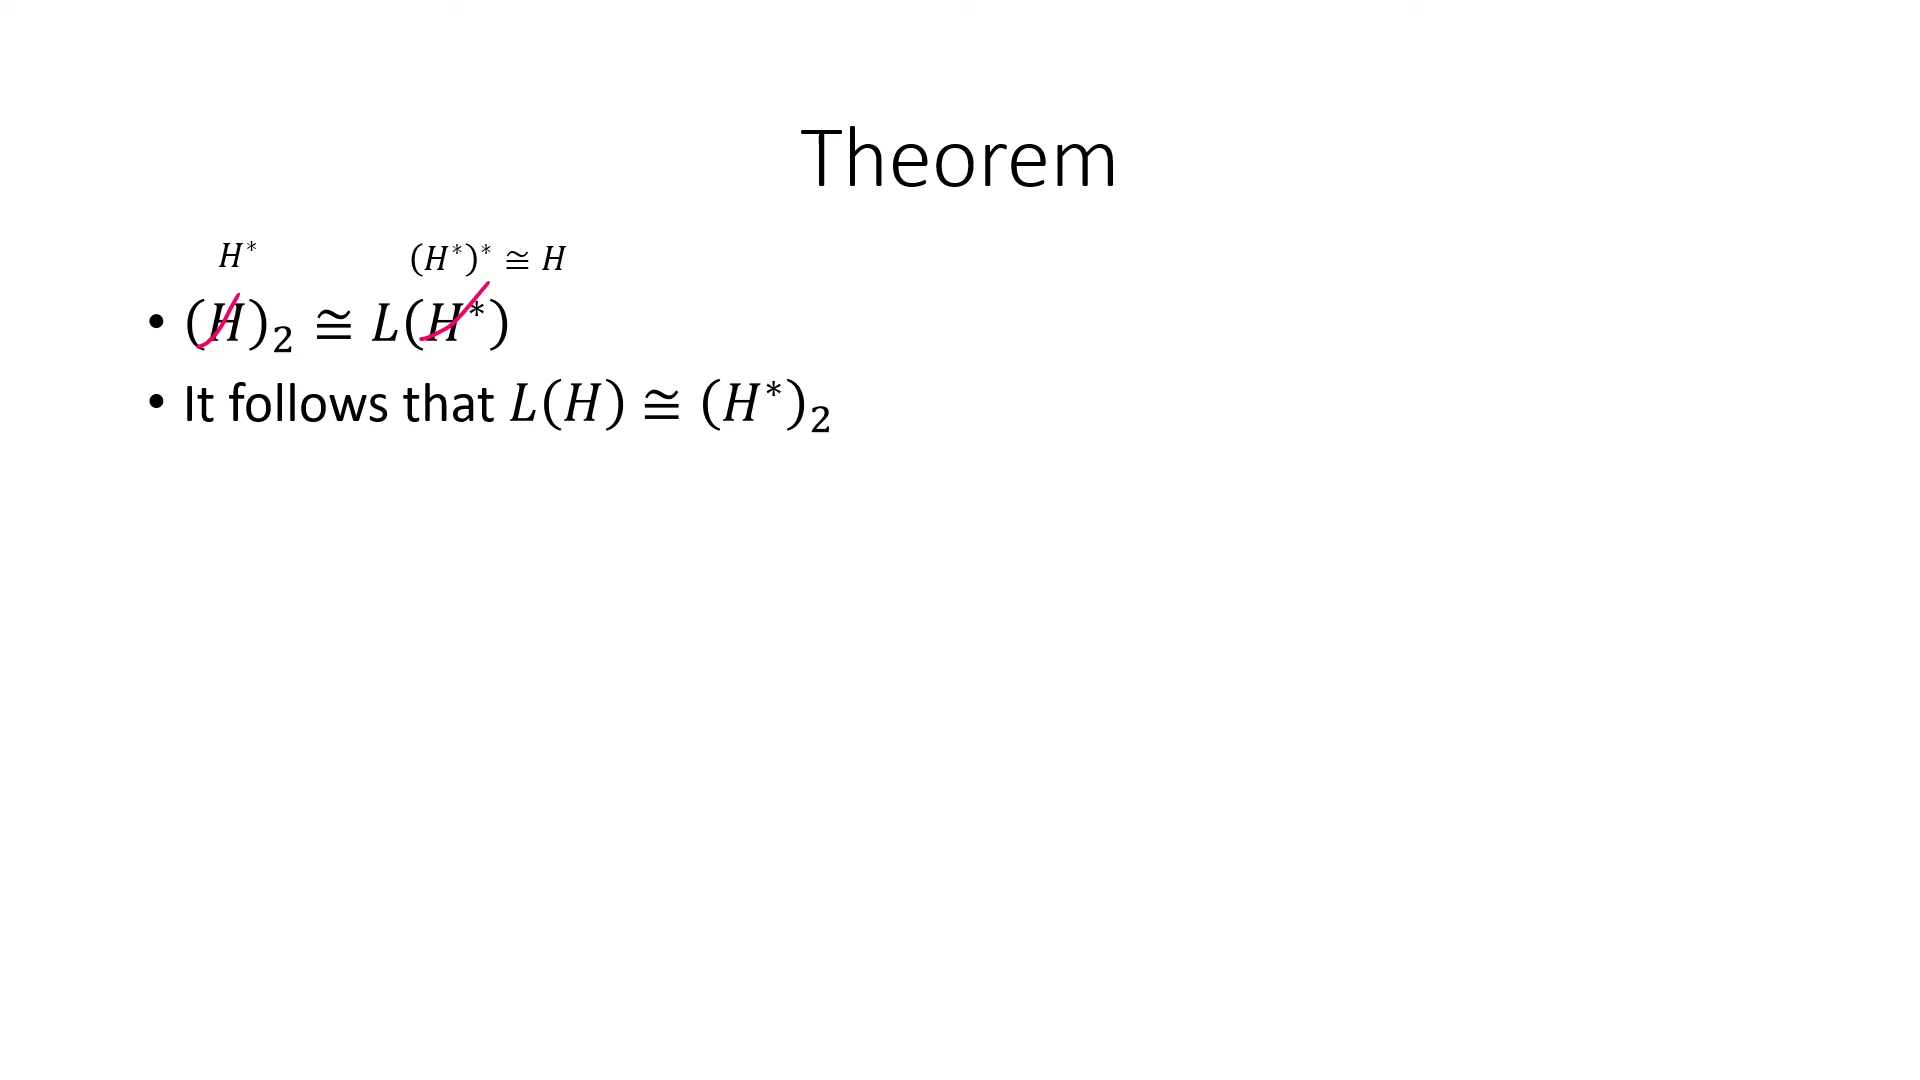 Theorem
H* (H*)* ≅ H
• (H)₂ ≅ L(H*)
• It follows that L(H) ≅ (H*)₂